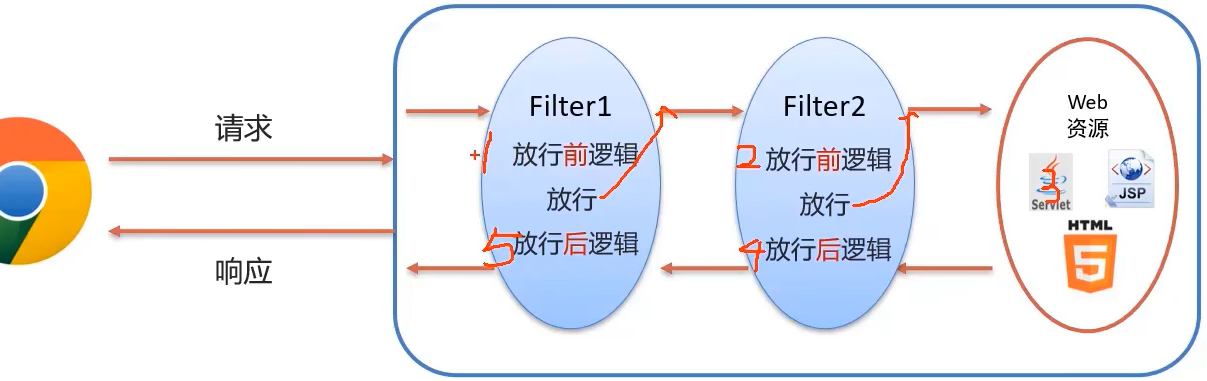 请求
响应
Filter1
1 放行前逻辑
放行
5 放行后逻辑
Filter2
2 放行前逻辑
放行
4 放行后逻辑
Web
资源
3
Servlet
JSP
HTML
5